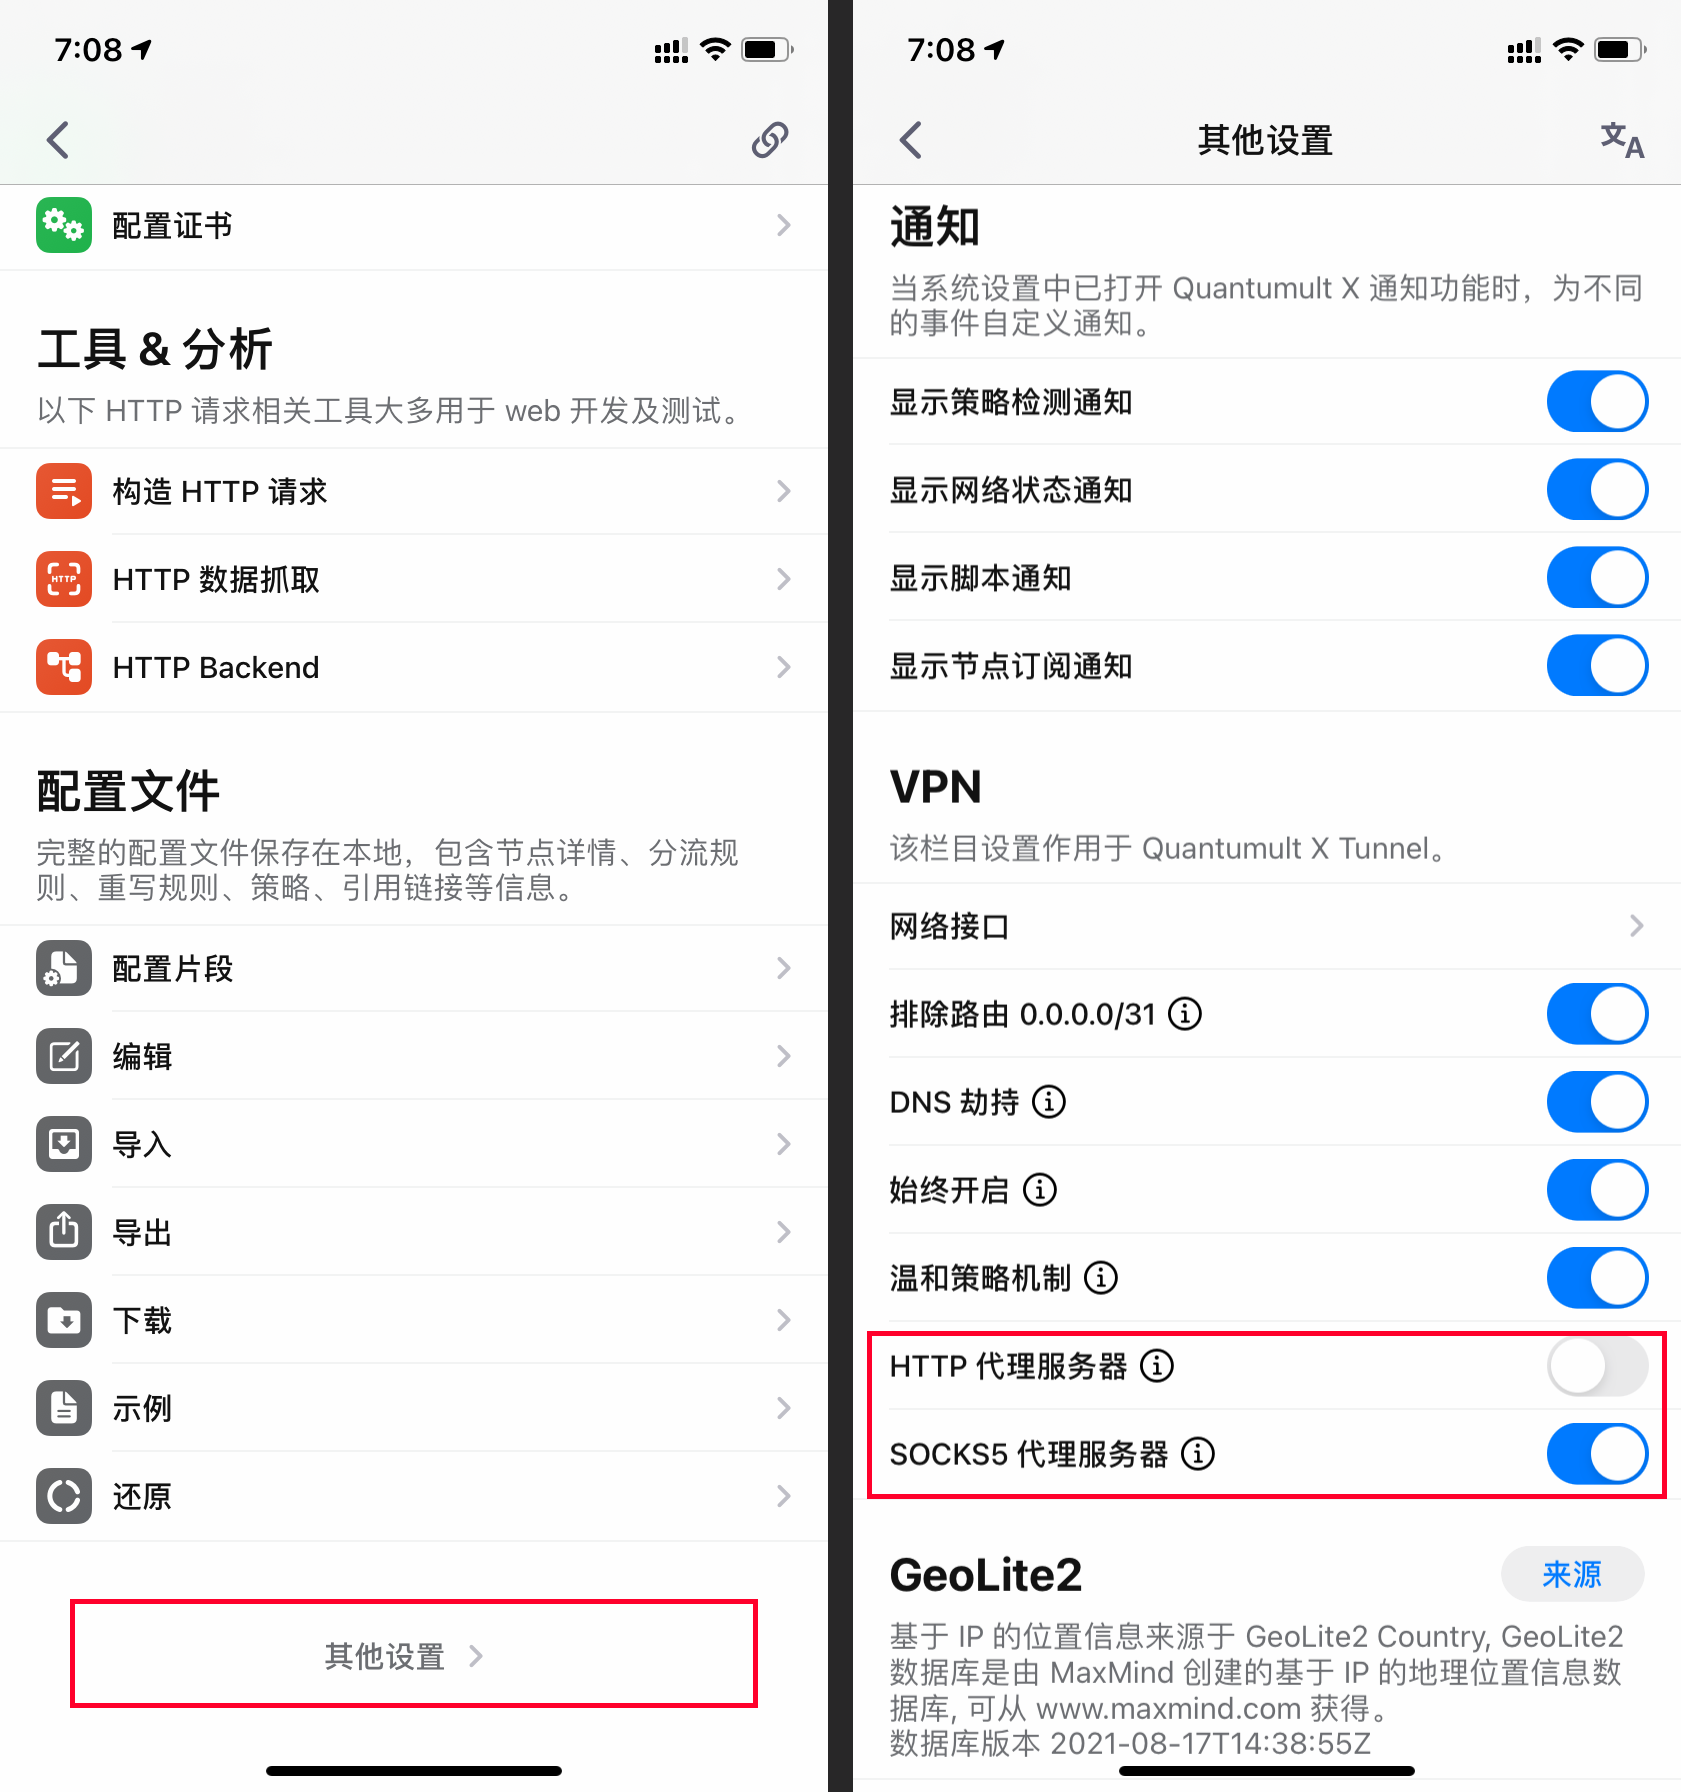 7:08
配置证书
工具 & 分析
以下 HTTP 请求相关工具大多用于 web 开发及测试。
构造 HTTP 请求
HTTP
HTTP 数据抓取
HTTP Backend
配置文件
完整的配置文件保存在本地，包含节点详情、分流规
则、重写规则、策略、引用链接等信息。
配置片段
编辑
导入
导出
下载
示例
还原
其他设置
7:08
其他设置
文A
通知
当系统设置中已打开 Quantumult X 通知功能时，为不同
的事件自定义通知。
显示策略检测通知
显示网络状态通知
显示脚本通知
显示节点订阅通知
VPN
该栏目设置作用于 Quantumult X Tunnel。
网络接口
排除路由 0.0.0.0/31
DNS 劫持
始终开启
温和策略机制
HTTP 代理服务器
SOCKS5 代理服务器
GeoLite2
来源
基于 IP 的位置信息来源于 GeoLite2 Country, GeoLite2
数据库是由 MaxMind 创建的基于 IP 的地理位置信息数
据库, 可从 www.maxmind.com 获得。
数据库版本 2021-08-17T14:38:55Z